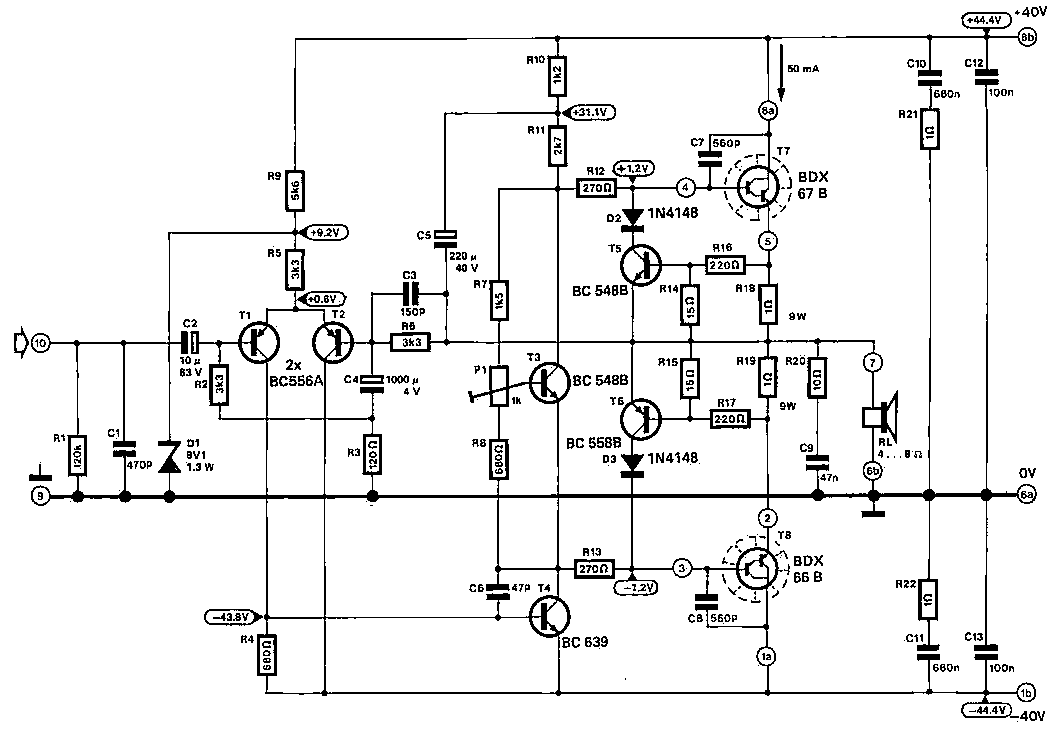 +44.4V
+40V
8b
R10
1k2
50 mA
C10
660n
C12
100n
+31.1V
8a
R21
1Ω
R11
2k7
C7
560p
T7
R12
270Ω
+1.2V
4
BDX
67 B
R9
5k6
D2
1N4148
+9.2V
C5
220 µ
40 V
T5
R16
220Ω
5
R5
3k3
+0.6V
C3
150p
R7
1k5
BC 548B
R14
15Ω
R18
1Ω
9W
10
C2
10 µ
63 V
T1
T2
R6
3k3
2x
BC556A
R2
3k3
C4
1000 µ
4 V
P1
1k
T3
BC 548B
R15
15Ω
R19
1Ω
9W
R20
10Ω
7
T6
R17
220Ω
R1
120k
C1
470p
D1
9V1
1.3 W
R3
120Ω
R8
680Ω
BC 558B
D3
1N4148
C9
47n
RL
4...8 Ω
6b
9
0V
6a
2
T8
R13
270Ω
3
BDX
66 B
-1.2V
C6
47p
T4
C8
560p
R22
1Ω
-43.8V
R4
680Ω
BC 639
1a
C11
660n
C13
100n
1b
-44.4V
-40V